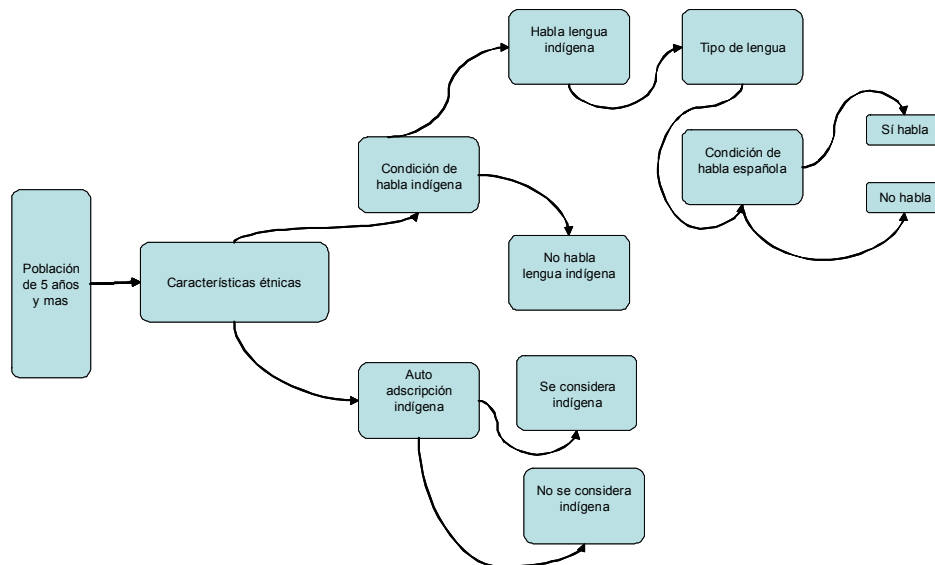 Población
de 5 años
y mas
Características étnicas
Condición de
habla indígena
Habla lengua
indígena
Tipo de lengua
Condición de
habla española
Sí habla
No habla
No habla
lengua indígena
Auto
adscripción
indígena
Se considera
indígena
No se considera
indígena